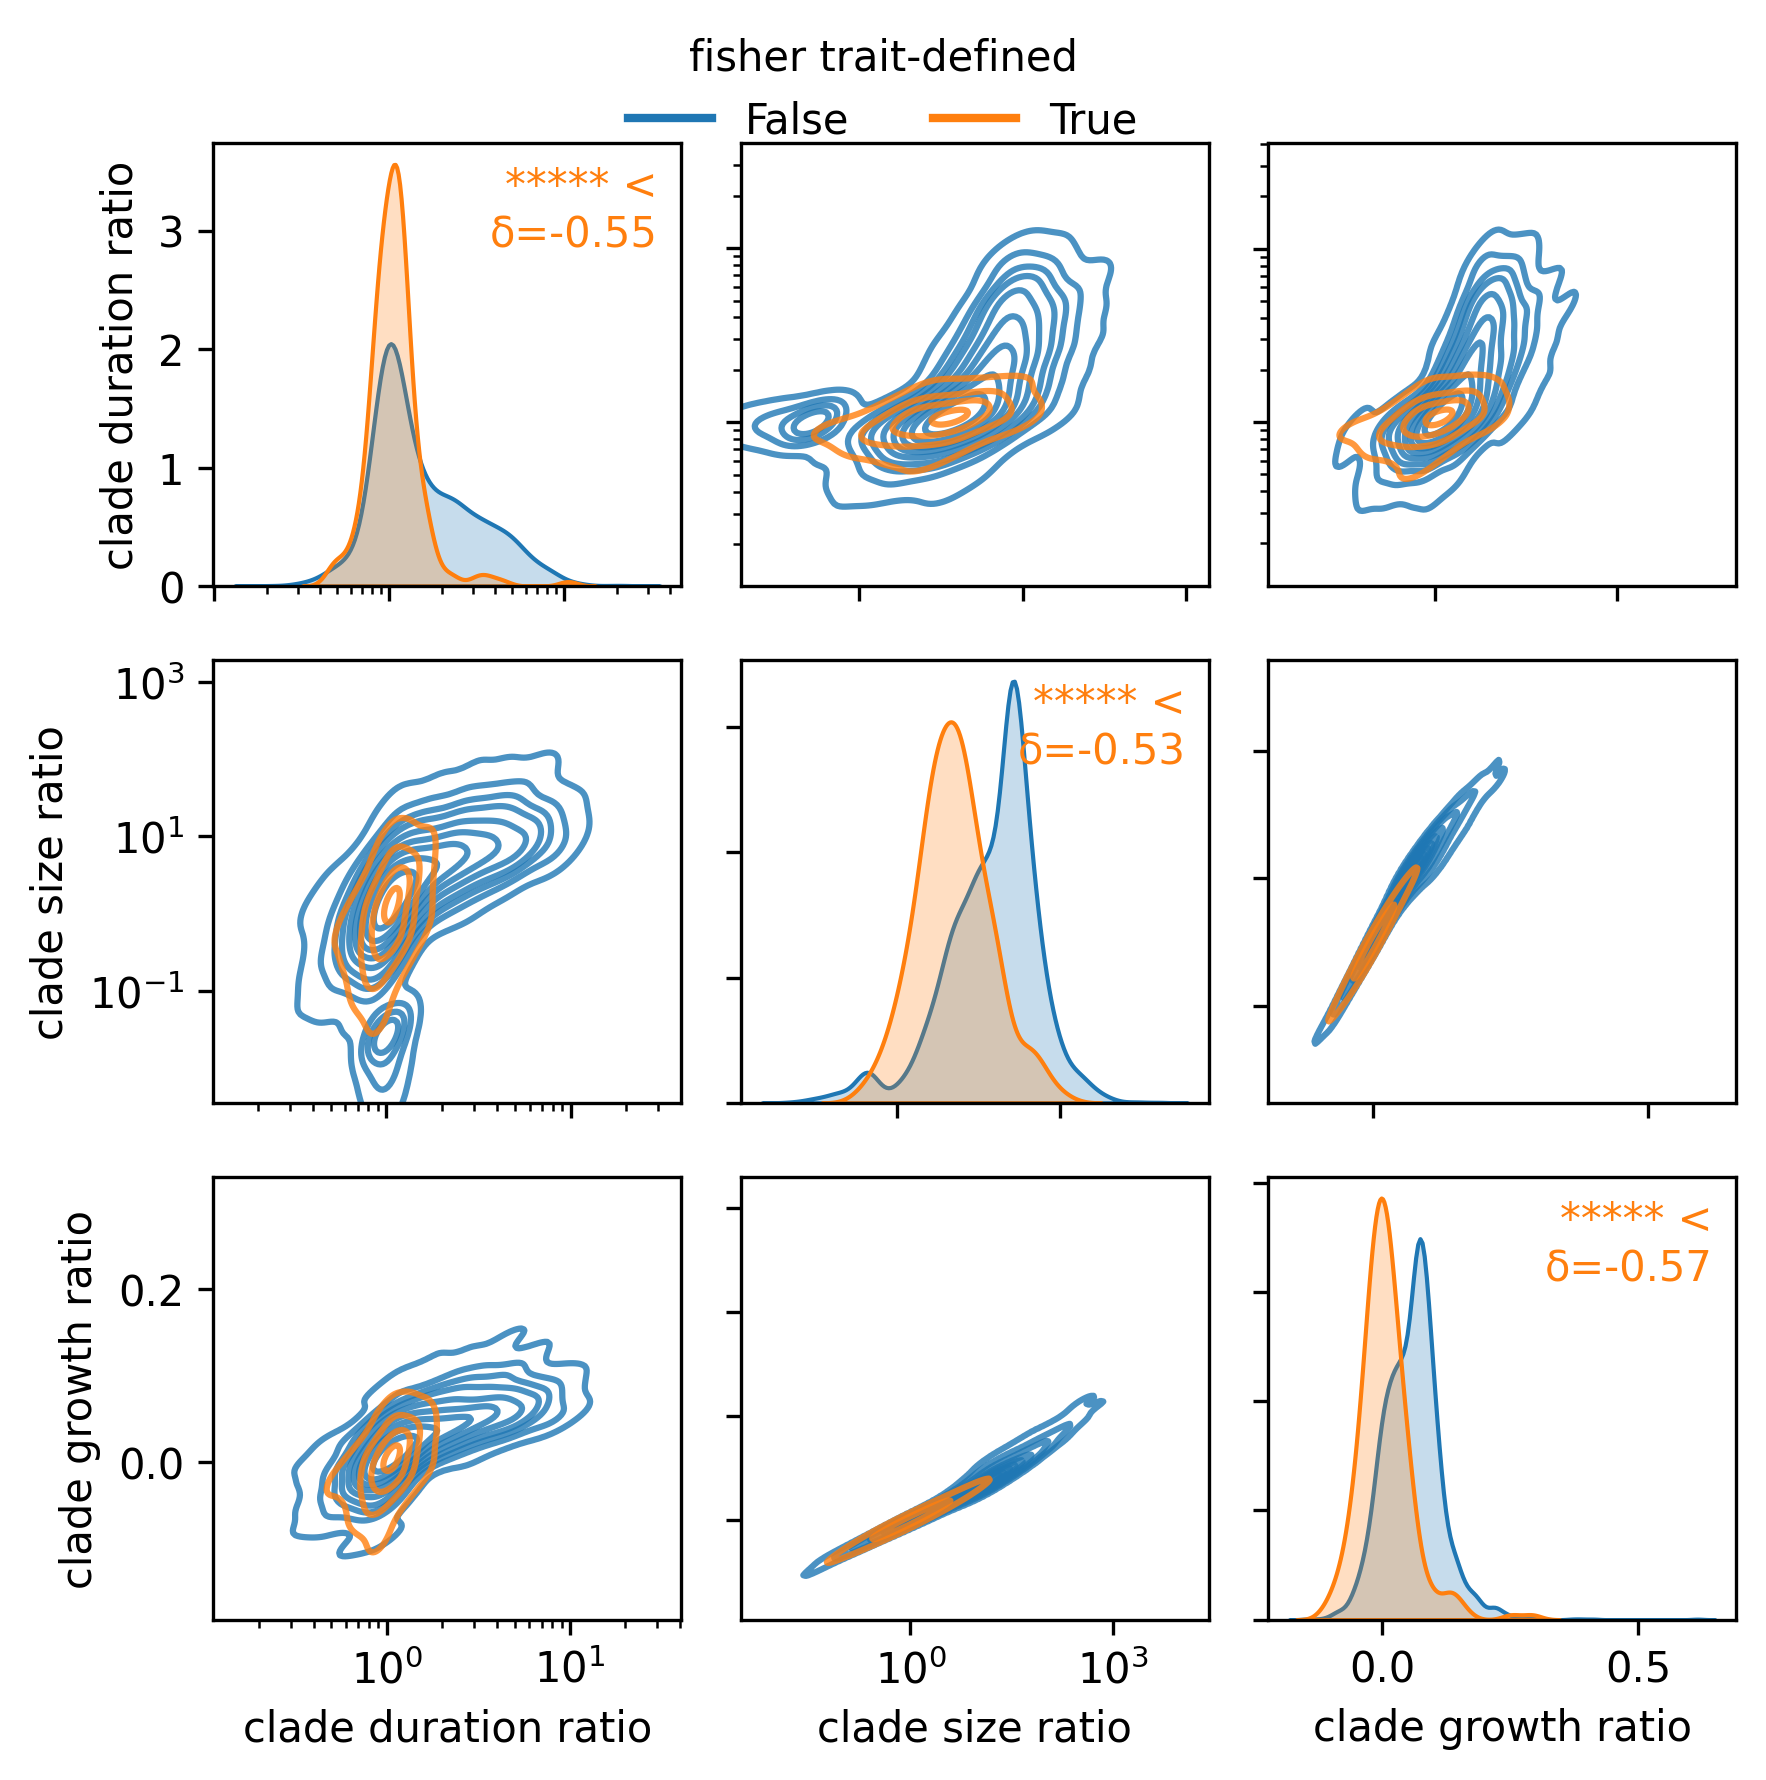 fisher trait-defined
False True
clade duration ratio
3
2
1
0
***** <
δ=-0.55
clade size ratio
10³
10¹
10⁻¹
***** <
δ=-0.53
clade growth ratio
0.2
0.0
***** <
δ=-0.57
10⁰ 10¹ 10⁰ 10³ 0.0 0.5
clade duration ratio clade size ratio clade growth ratio